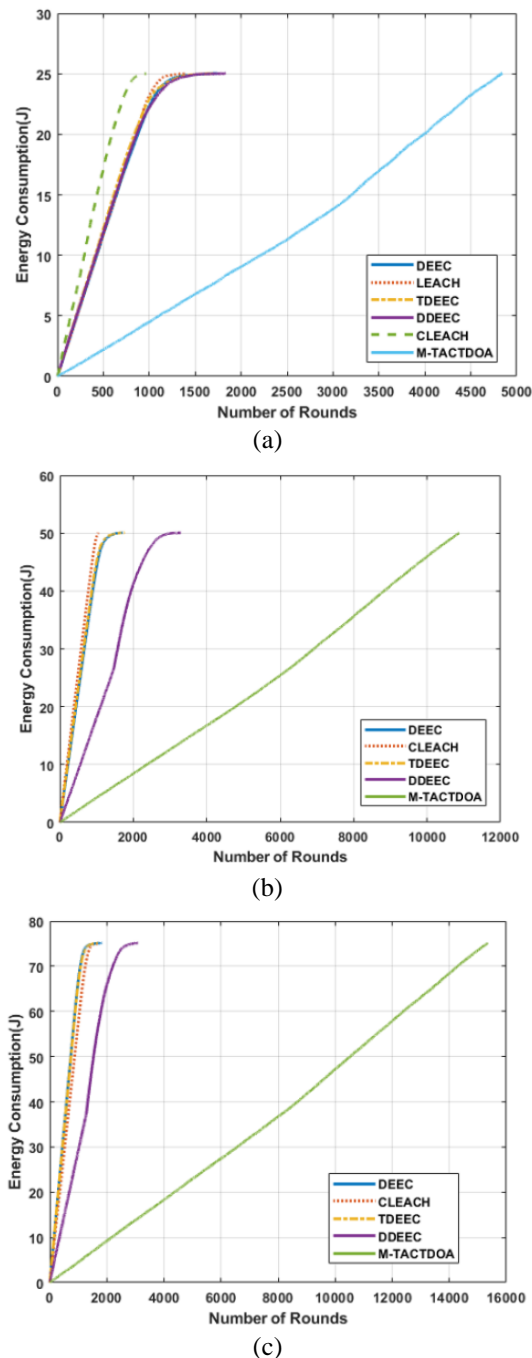 30
25
20
15
10
5
0
Energy Consumption(J)
DEEC
LEACH
TDEEC
DDEEC
CLEACH
M-TACTDOA
0 500 1000 1500 2000 2500 3000 3500 4000 4500 5000
Number of Rounds
(a)
60
50
40
30
20
10
0
Energy Consumption(J)
DEEC
CLEACH
TDEEC
DDEEC
M-TACTDOA
0 2000 4000 6000 8000 10000 12000
Number of Rounds
(b)
80
70
60
50
40
30
20
10
0
Energy Consumption(J)
DEEC
CLEACH
TDEEC
DDEEC
M-TACTDOA
0 2000 4000 6000 8000 10000 12000 14000 16000
Number of Rounds
(c)